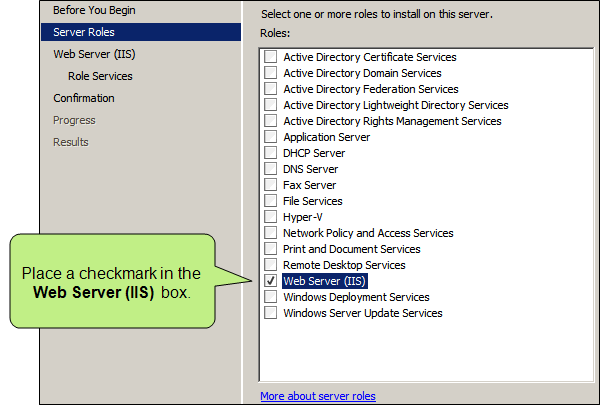 Before You Begin
Server Roles
Web Server (IIS)
Role Services
Confirmation
Progress
Results
Select one or more roles to install on this server.
Roles:
Active Directory Certificate Services
Active Directory Domain Services
Active Directory Federation Services
Active Directory Lightweight Directory Services
Active Directory Rights Management Services
Application Server
DHCP Server
DNS Server
Fax Server
File Services
Hyper-V
Network Policy and Access Services
Print and Document Services
Remote Desktop Services
Web Server (IIS)
Windows Deployment Services
Windows Server Update Services
More about server roles
Place a checkmark in the
Web Server (IIS) box.